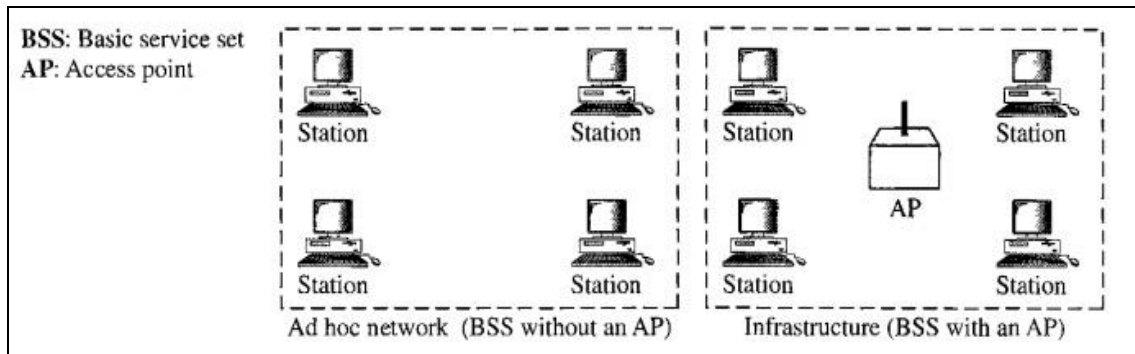 BSS: Basic service set
AP: Access point
Station Station Station Station
AP
Station Station Station Station
Ad hoc network (BSS without an AP) Infrastructure (BSS with an AP)